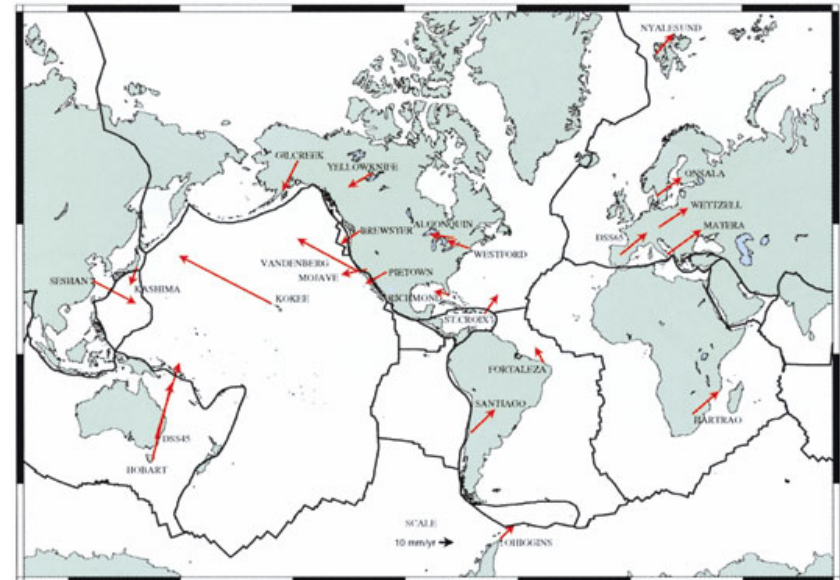 NYALESUND
GILCREEK
YELLOWKNIFE
ONSALA
WETTZELL
BREWSTER
ALGONQUIN
MATERA
DSS65
WESTFORD
VANDENBERG
MOJAVE
PIETOWN
SESHAN
KASHIMA
KOKEE
RICHMOND
ST.CROIX
FORTALEZA
SANTIAGO
HARTRAO
DSS45
HOBART
SCALE
10 mm/yr
OHIGGINS